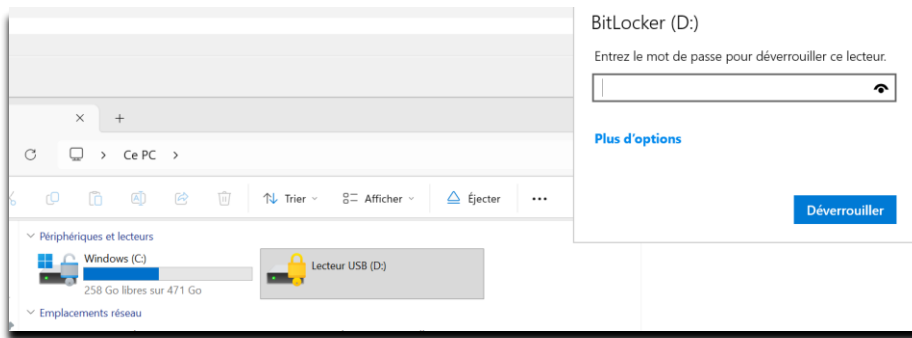 BitLocker (D:)
Entrez le mot de passe pour déverrouiller ce lecteur.
Plus d'options
Déverrouiller
Ce PC
Trier
Afficher
Éjecter
Périphériques et lecteurs
Windows (C:)
258 Go libres sur 471 Go
Lecteur USB (D:)
Emplacements réseau